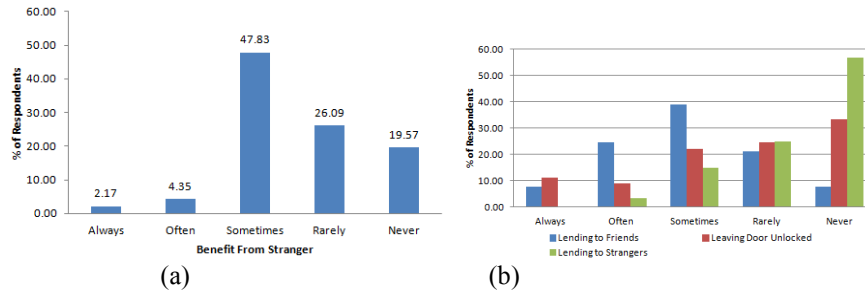 60.00
50.00
40.00
30.00
20.00
10.00
0.00
% of Respondents
2.17
4.35
47.83
26.09
19.57
Always Often Sometimes Rarely Never
Benefit From Stranger
(a)
60.00
50.00
40.00
30.00
20.00
10.00
0.00
% of Respondents
Always Often Sometimes Rarely Never
Lending to Friends Leaving Door Unlocked
Lending to Strangers
(b)